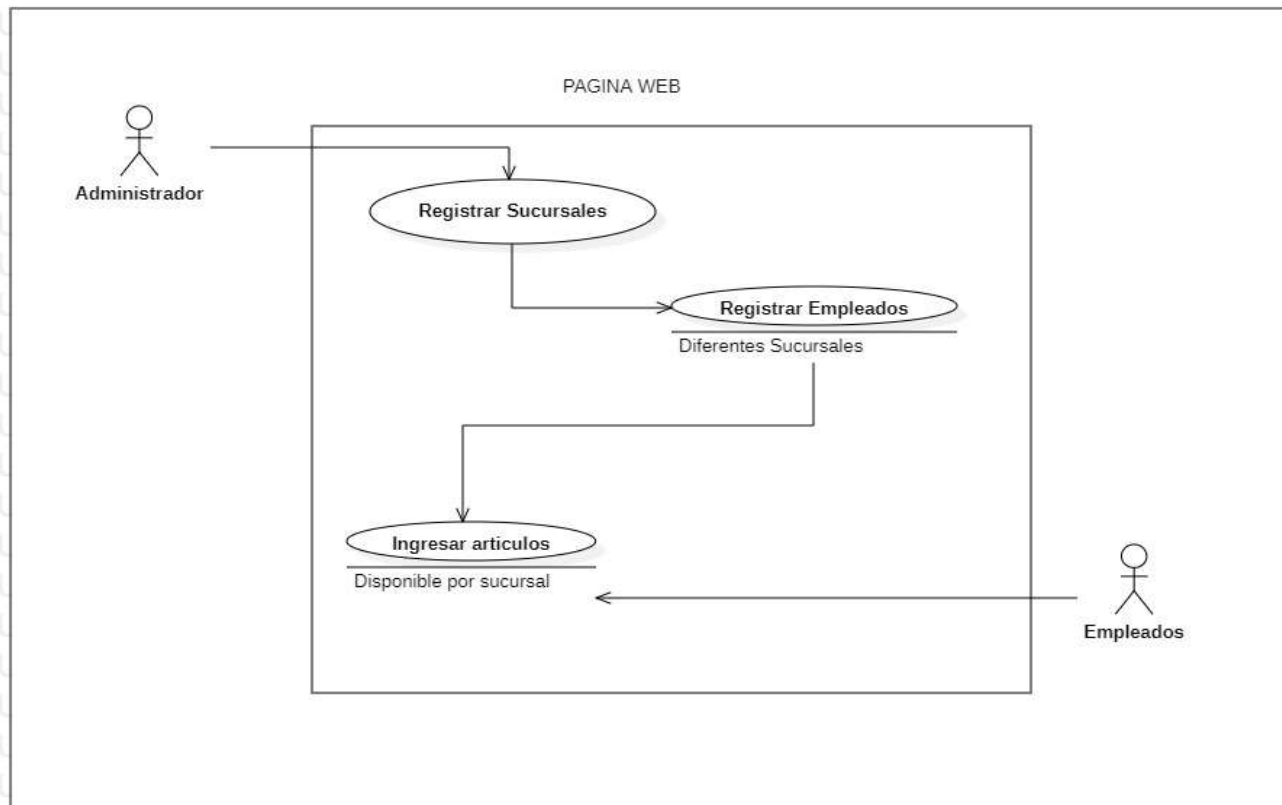 PAGINA WEB
Administrador
Registrar Sucursales
Registrar Empleados
Diferentes Sucursales
Ingresar articulos
Disponible por sucursal
Empleados